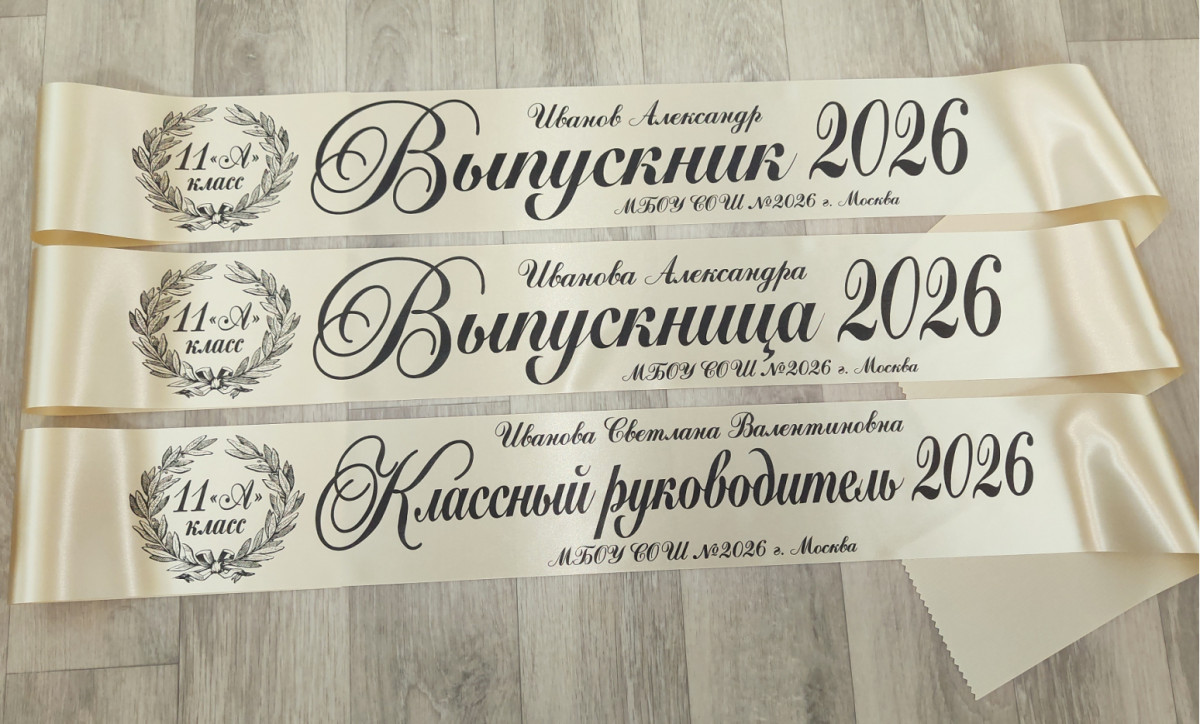 11 «А»
класс
Иванов Александр
Выпускник 2026
МБОУ СОШ №2026 г. Москва
11 «А»
класс
Иванова Александра
Выпускница 2026
МБОУ СОШ №2026 г. Москва
11 «А»
класс
Иванова Светлана Валентиновна
Классный руководитель 2026
МБОУ СОШ №2026 г. Москва